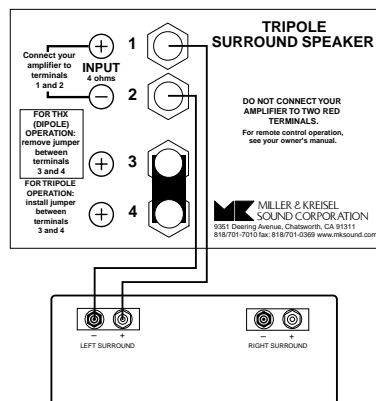 TRIPOLE
SURROUND SPEAKER
Connect your
amplifier to
terminals
1 and 2
+
1
INPUT
4 ohms
–
2
DO NOT CONNECT YOUR
AMPLIFIER TO TWO RED
TERMINALS.
For remote control operation,
see your owner's manual.
FOR THX
(DIPOLE)
OPERATION:
remove jumper
between
terminals
3 and 4
+
3
FOR TRIPOLE
OPERATION:
install jumper
between
terminals
3 and 4
+
4
MK
MILLER & KREISEL
SOUND CORPORATION
9351 Deering Avenue, Chatsworth, CA 91311
818/701-7010 fax: 818/701-0369 www.mksound.com
– +
LEFT SURROUND
– +
RIGHT SURROUND